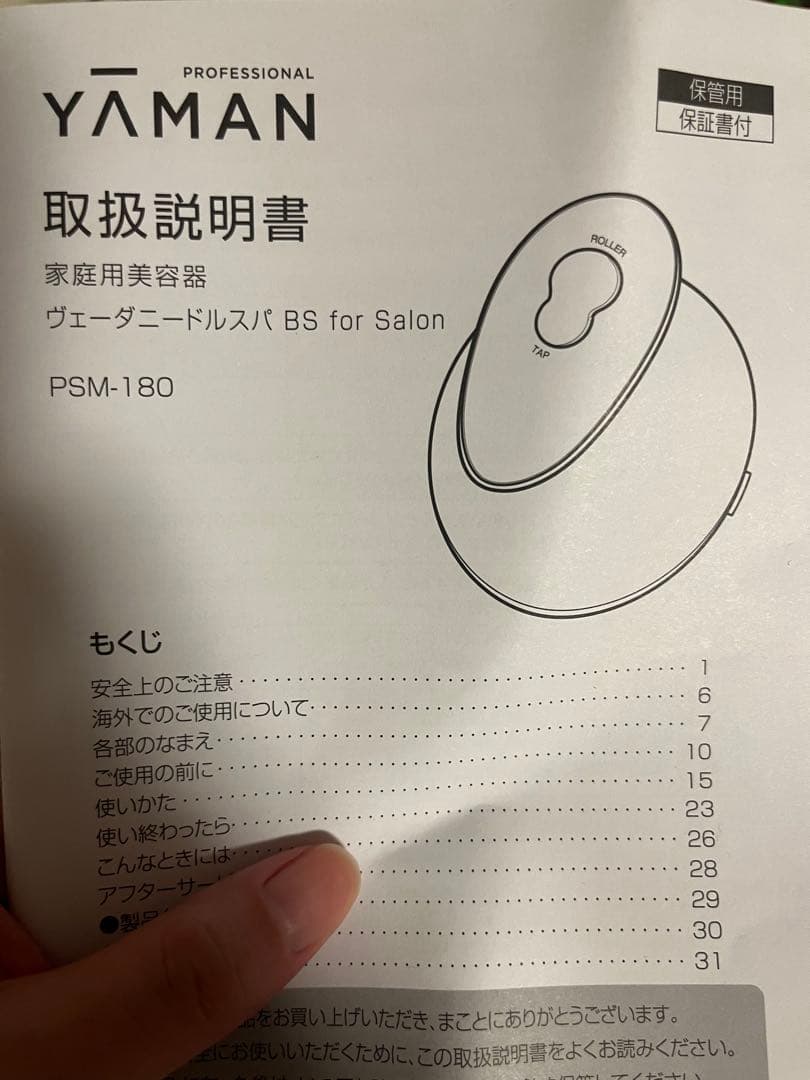 PROFESSIONAL
YAMAN
保管用
保証書付
取扱説明書
家庭用美容器
ヴェーダニードルスパ BS for Salon
PSM-180
ROLLER
TAP
もくじ
安全上のご注意 1
海外でのご使用について 6
各部のなまえ 7
ご使用の前に 10
使いかた 15
使い終わったら 23
こんなときには 26
アフターサー 28
●製品 29
30
31
品をお買い上げいただき、まことにありがとうございます。
にお使いいただくために、この取扱説明書をよくお読みください。